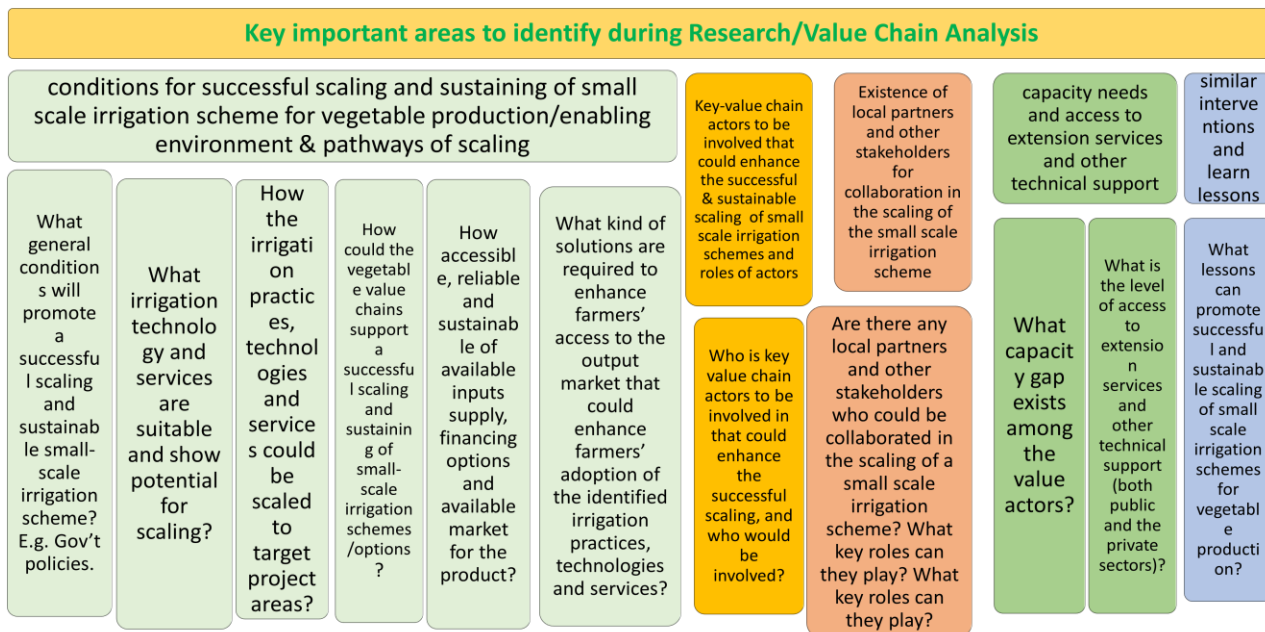 Key important areas to identify during Research/Value Chain Analysis
conditions for successful scaling and sustaining of small
scale irrigation scheme for vegetable production/enabling
environment & pathways of scaling
What
general
condition
s will
promote
a
successfu
l scaling
and
sustainab
le small-
scale
irrigation
scheme?
E.g. Gov’t
policies.
What
irrigation
technolo
gy and
services
are
suitable
and show
potential
for
scaling?
How
the
irrigati
on
practic
es,
technol
ogies
and
service
s could
be
scaled
to
target
project
areas?
How
could the
vegetabl
e value
chains
support
a
successfu
l scaling
and
sustainin
g of
small-
scale
irrigation
schemes
/options
?
How
accessibl
e, reliable
and
sustainab
le of
available
inputs
supply,
financing
options
and
available
market
for the
product?
What kind of
solutions are
required to
enhance
farmers’
access to the
output
market that
could
enhance
farmers’
adoption of
the identified
irrigation
practices,
technologies
and services?
Key-value chain
actors to be
involved that
could enhance
the successful
& sustainable
scaling of small
scale irrigation
schemes and
roles of actors
Who is key
value chain
actors to be
involved in
that could
enhance
the
successful
scaling, and
who would
be
involved?
Existence of
local partners
and other
stakeholders
for
collaboration in
the scaling of
the small scale
irrigation
scheme
Are there any
local partners
and other
stakeholders
who could be
collaborated in
the scaling of a
small scale
irrigation
scheme? What
key roles can
they play? What
key roles can
they play?
capacity needs
and access to
extension services
and other
technical support
What
capacit
y gap
exists
among
the
value
actors?
What is
the level
of access
to
extensio
n
services
and
other
technical
support
(both
public
and the
private
sectors)?
similar
interve
ntions
and
learn
lessons
What
lessons
can
promote
successfu
l and
sustainab
le scaling
of small
scale
irrigation
schemes
for
vegetabl
e
producti
on?